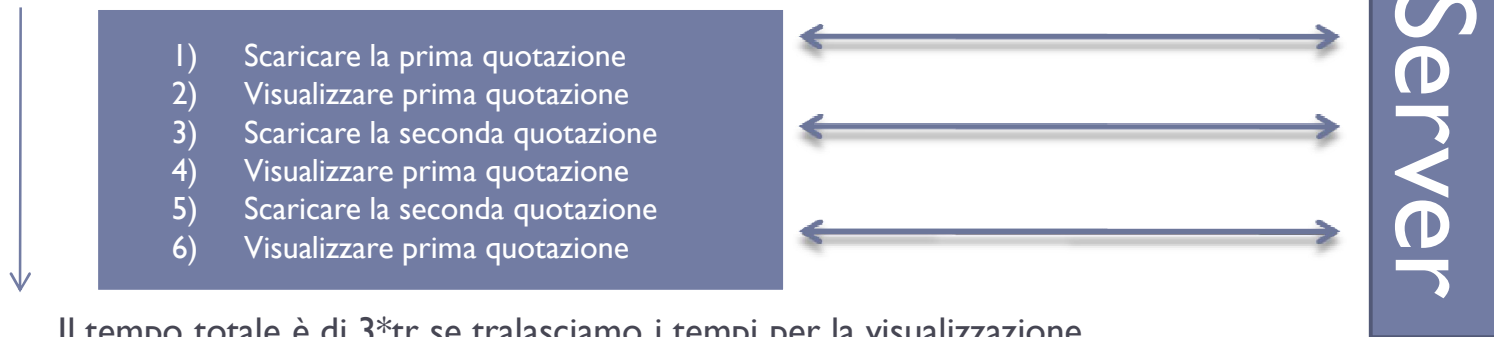 1) Scaricare la prima quotazione
2) Visualizzare prima quotazione
3) Scaricare la seconda quotazione
4) Visualizzare prima quotazione
5) Scaricare la seconda quotazione
6) Visualizzare prima quotazione
Server
Il tempo totale è di 3*tr se tralasciamo i tempi per la visualizzazione